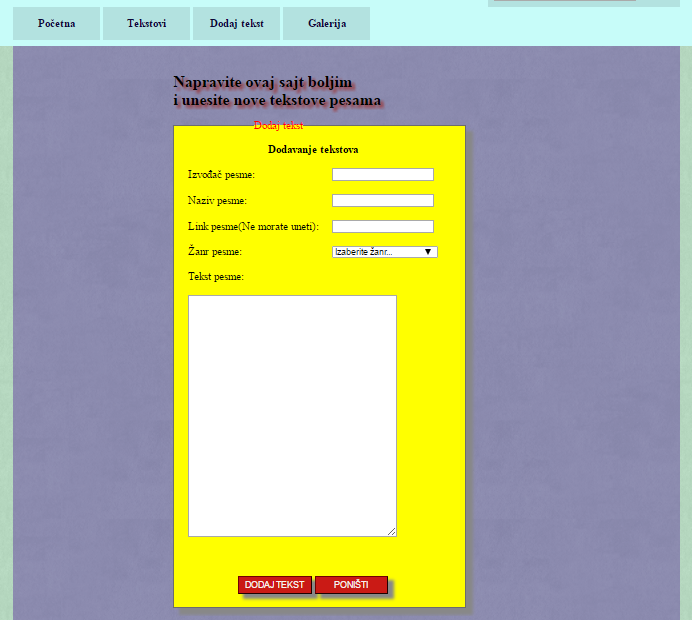 Početna Tekstovi Dodaj tekst Galerija
Napravite ovaj sajt boljim
i unesite nove tekstove pesama
Dodaj tekst
Dodavanje tekstova
Izvođač pesme:
Naziv pesme:
Link pesme(Ne morate uneti):
Žanr pesme: Izaberite žanr...
Tekst pesme:
DODAJ TEKST PONIŠTI